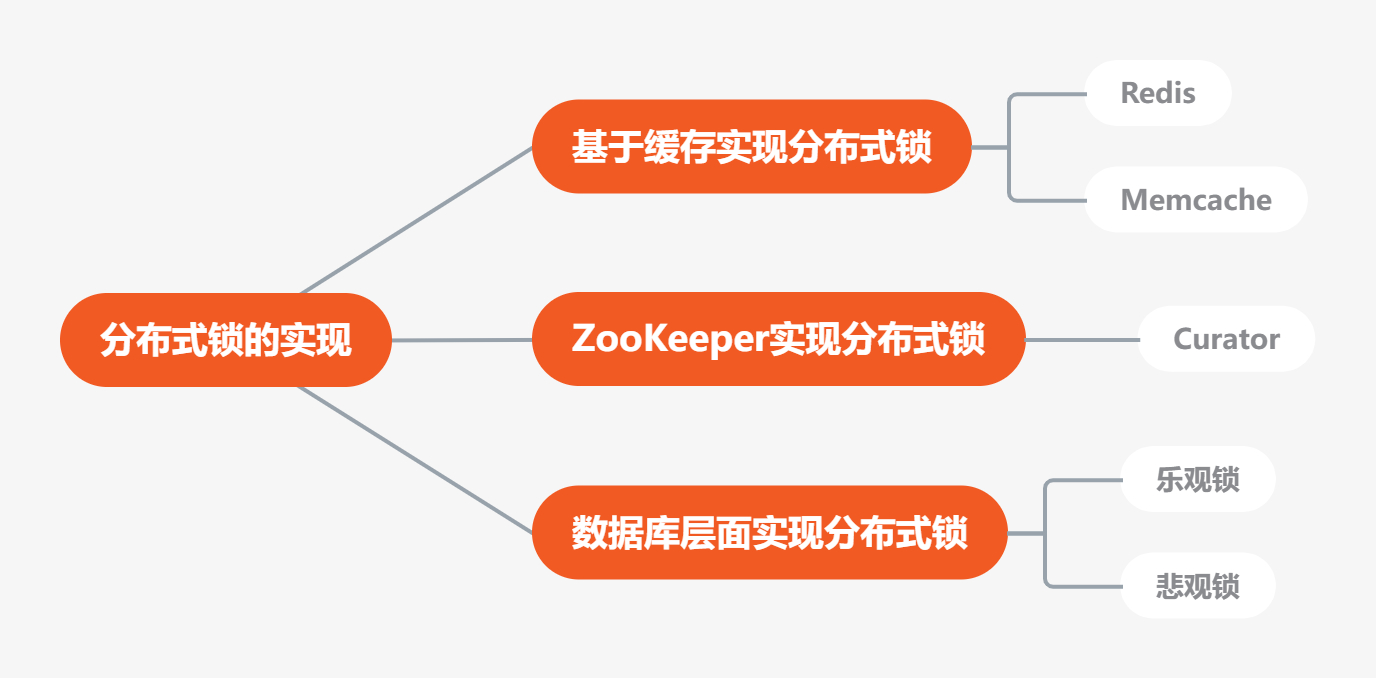 分布式锁的实现
基于缓存实现分布式锁
Redis
Memcache
ZooKeeper实现分布式锁
Curator
数据库层面实现分布式锁
乐观锁
悲观锁